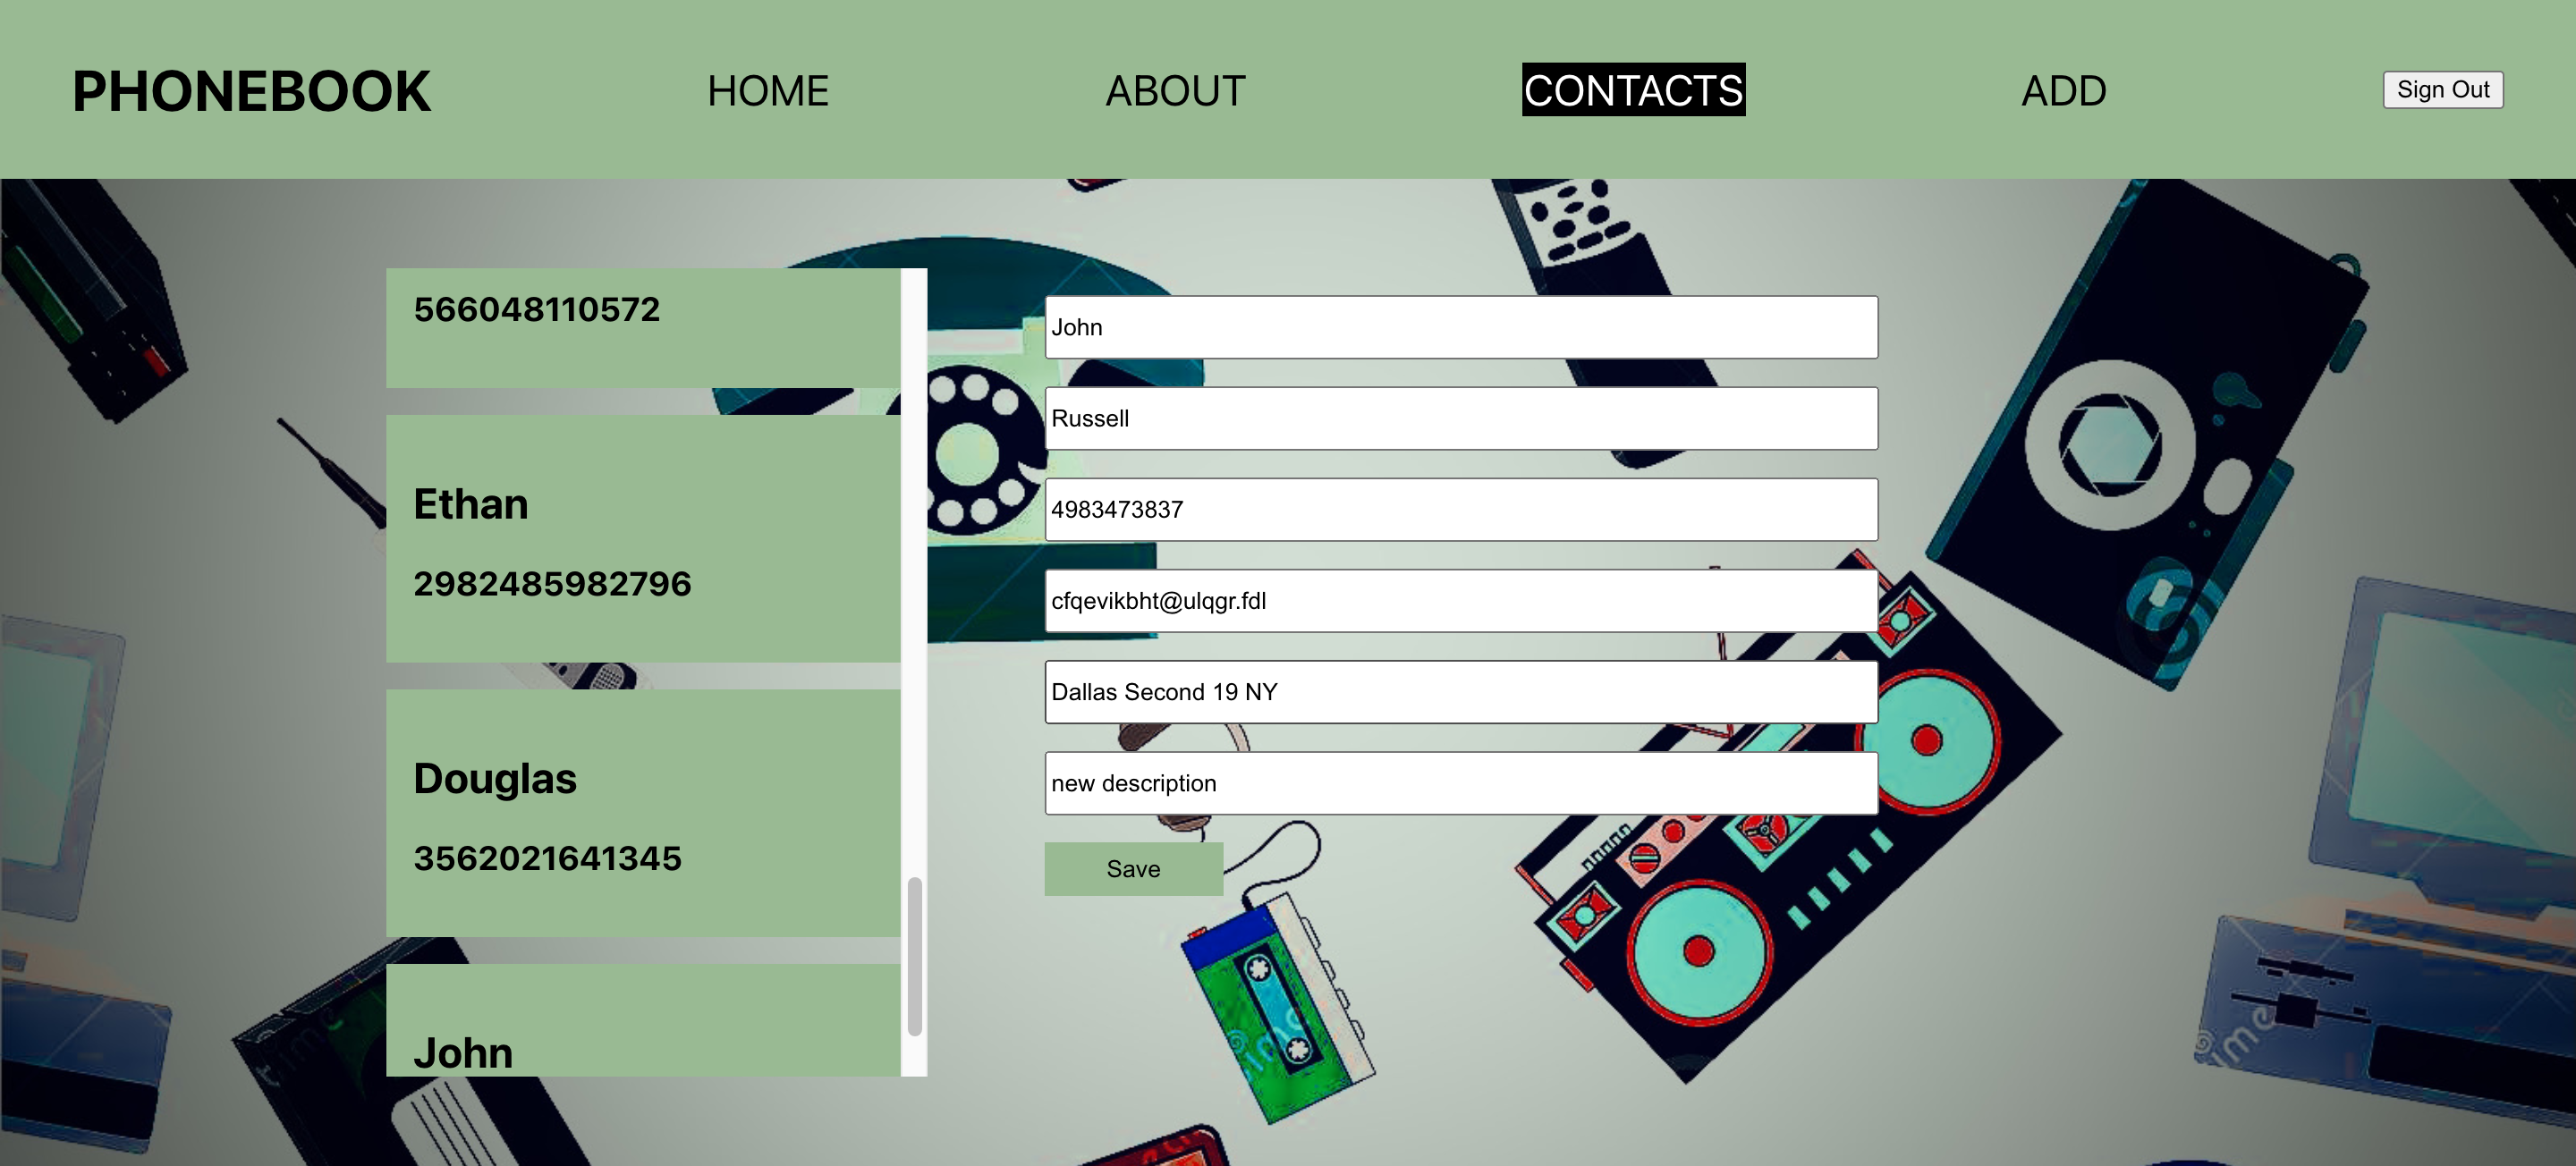 PHONEBOOK HOME ABOUT CONTACTS ADD Sign Out
566048110572
Ethan
2982485982796
Douglas
3562021641345
John
John
Russell
4983473837
cfqevikbht@ulqgr.fdl
Dallas Second 19 NY
new description
Save